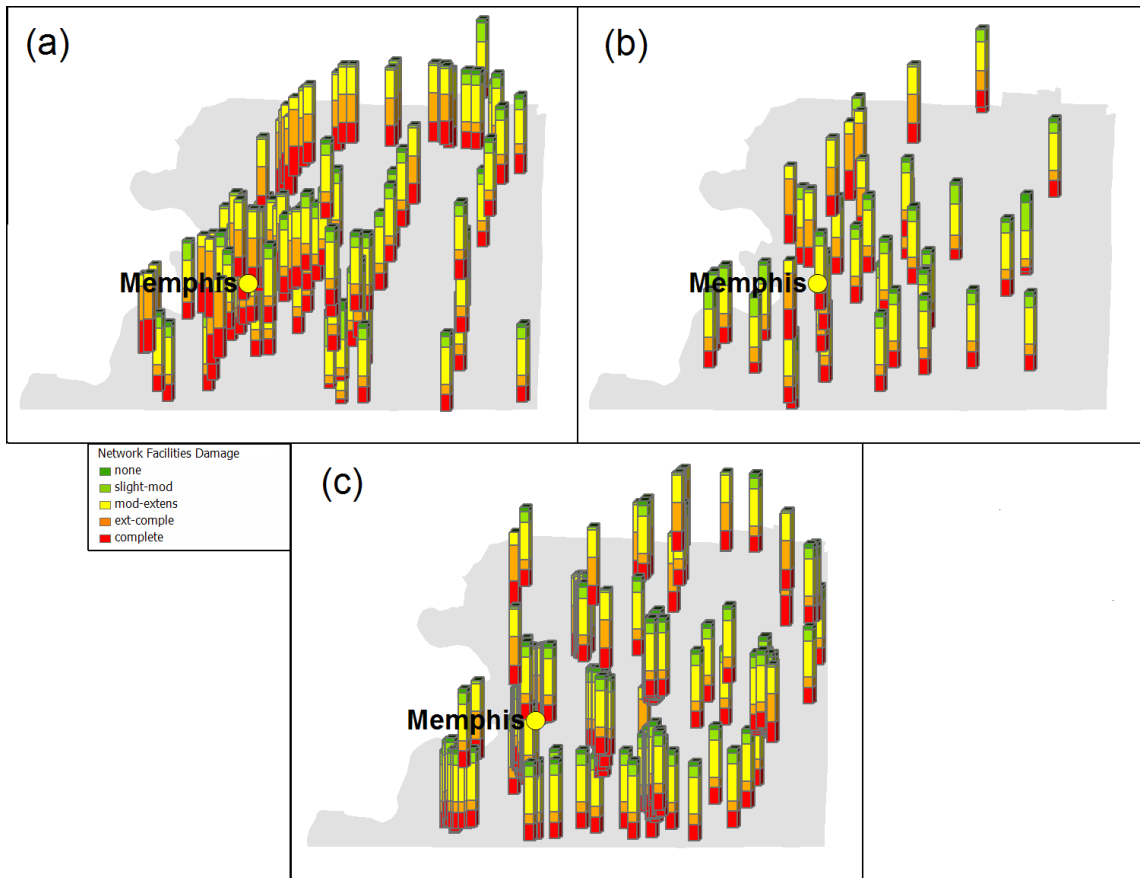 (a)
(b)
Memphis
Memphis
Network Facilities Damage
none
slight-mod
mod-extens
ext-comple
complete
(c)
Memphis